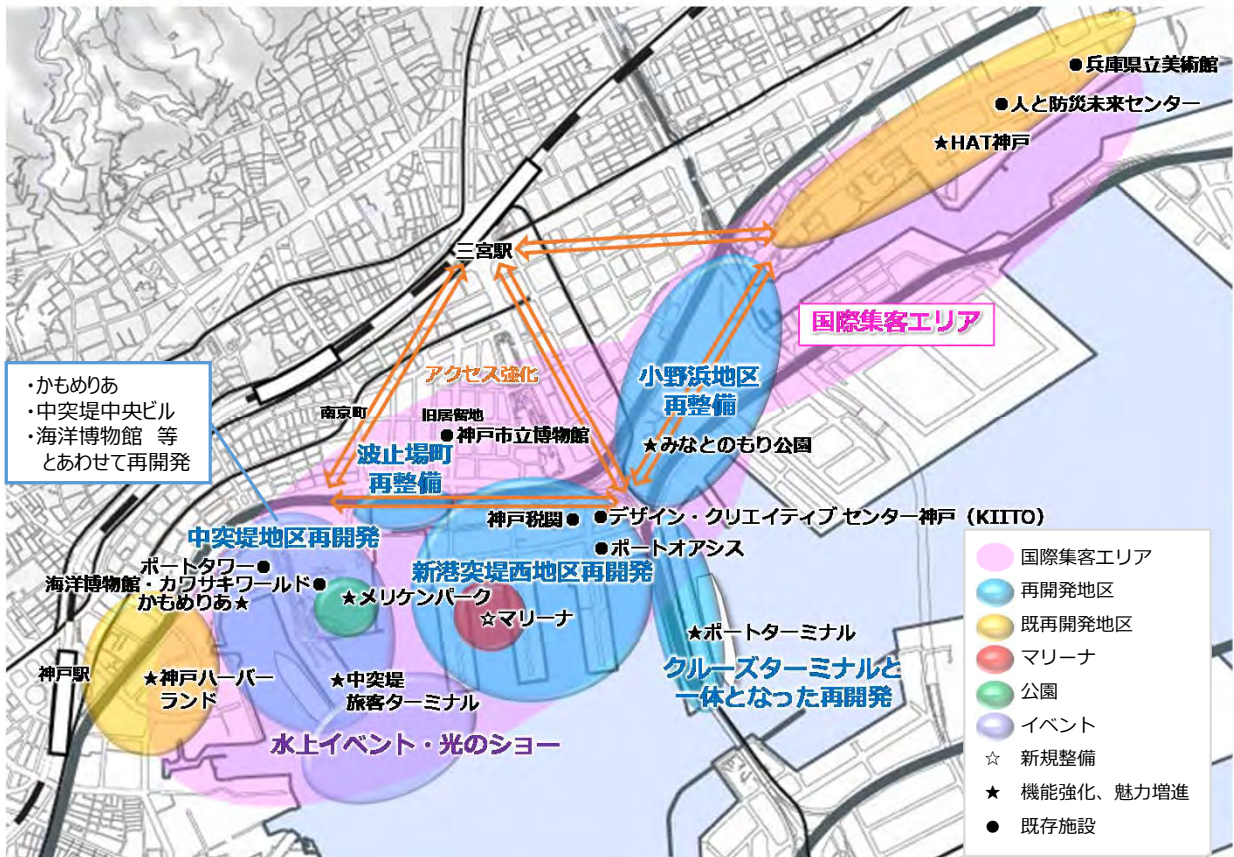 ●兵庫県立美術館
●人と防災未来センター
★HAT神戸
三宮駅
国際集客エリア
・かもめりあ
・中突堤中央ビル
・海洋博物館　等
とあわせて再開発
アクセス強化
小野浜地区
再整備
南京町
旧居留地
●神戸市立博物館
★みなとのもり公園
波止場町
再整備
神戸税関●
●デザイン・クリエイティブ センター神戸（KIITO）
中突堤地区再開発
●ポートオアシス
ポートタワー●
新港突堤西地区再開発
海洋博物館・カワサキワールド●
かもめりあ★
★メリケンパーク
☆マリーナ
★ポートターミナル
クルーズターミナルと
一体となった再開発
神戸駅
★神戸ハーバー
ランド
★中突堤
旅客ターミナル
水上イベント・光のショー
国際集客エリア
再開発地区
既再開発地区
マリーナ
公園
イベント
☆　新規整備
★　機能強化、魅力増進
●　既存施設